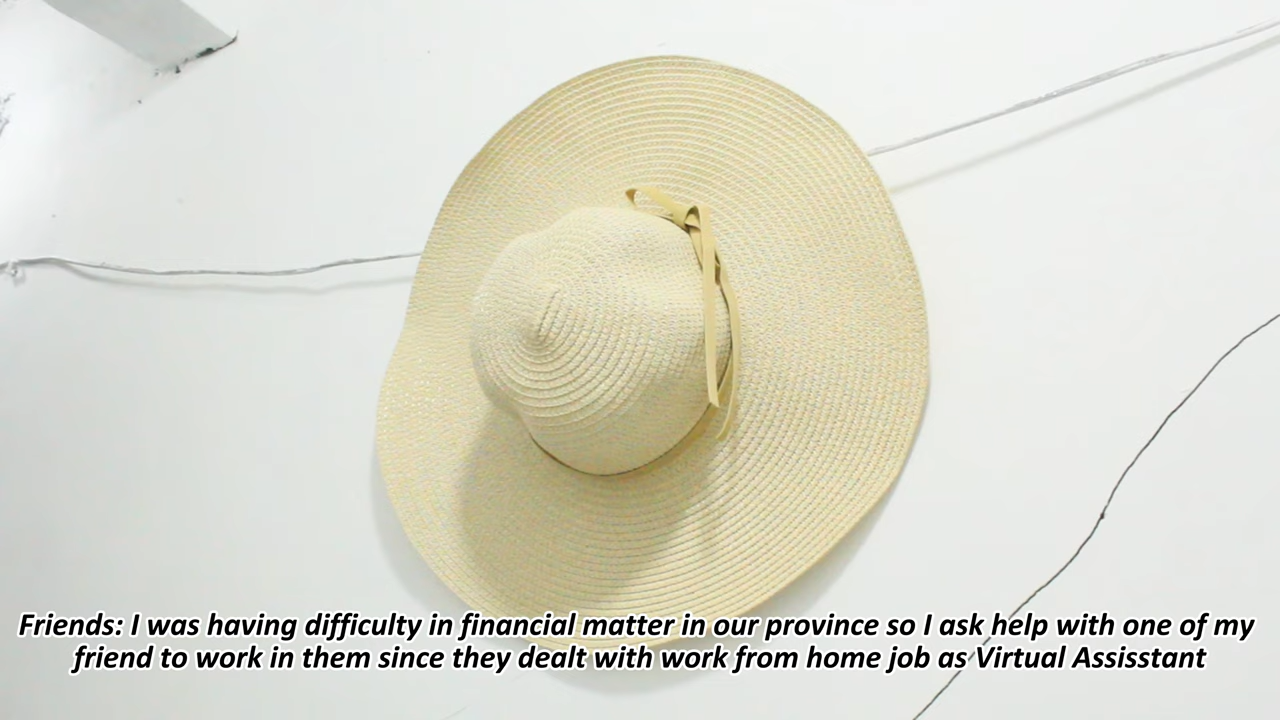 Friends: I was having difficulty in financial matter in our province so I ask help with one of my
friend to work in them since they dealt with work from home job as Virtual Assisstant